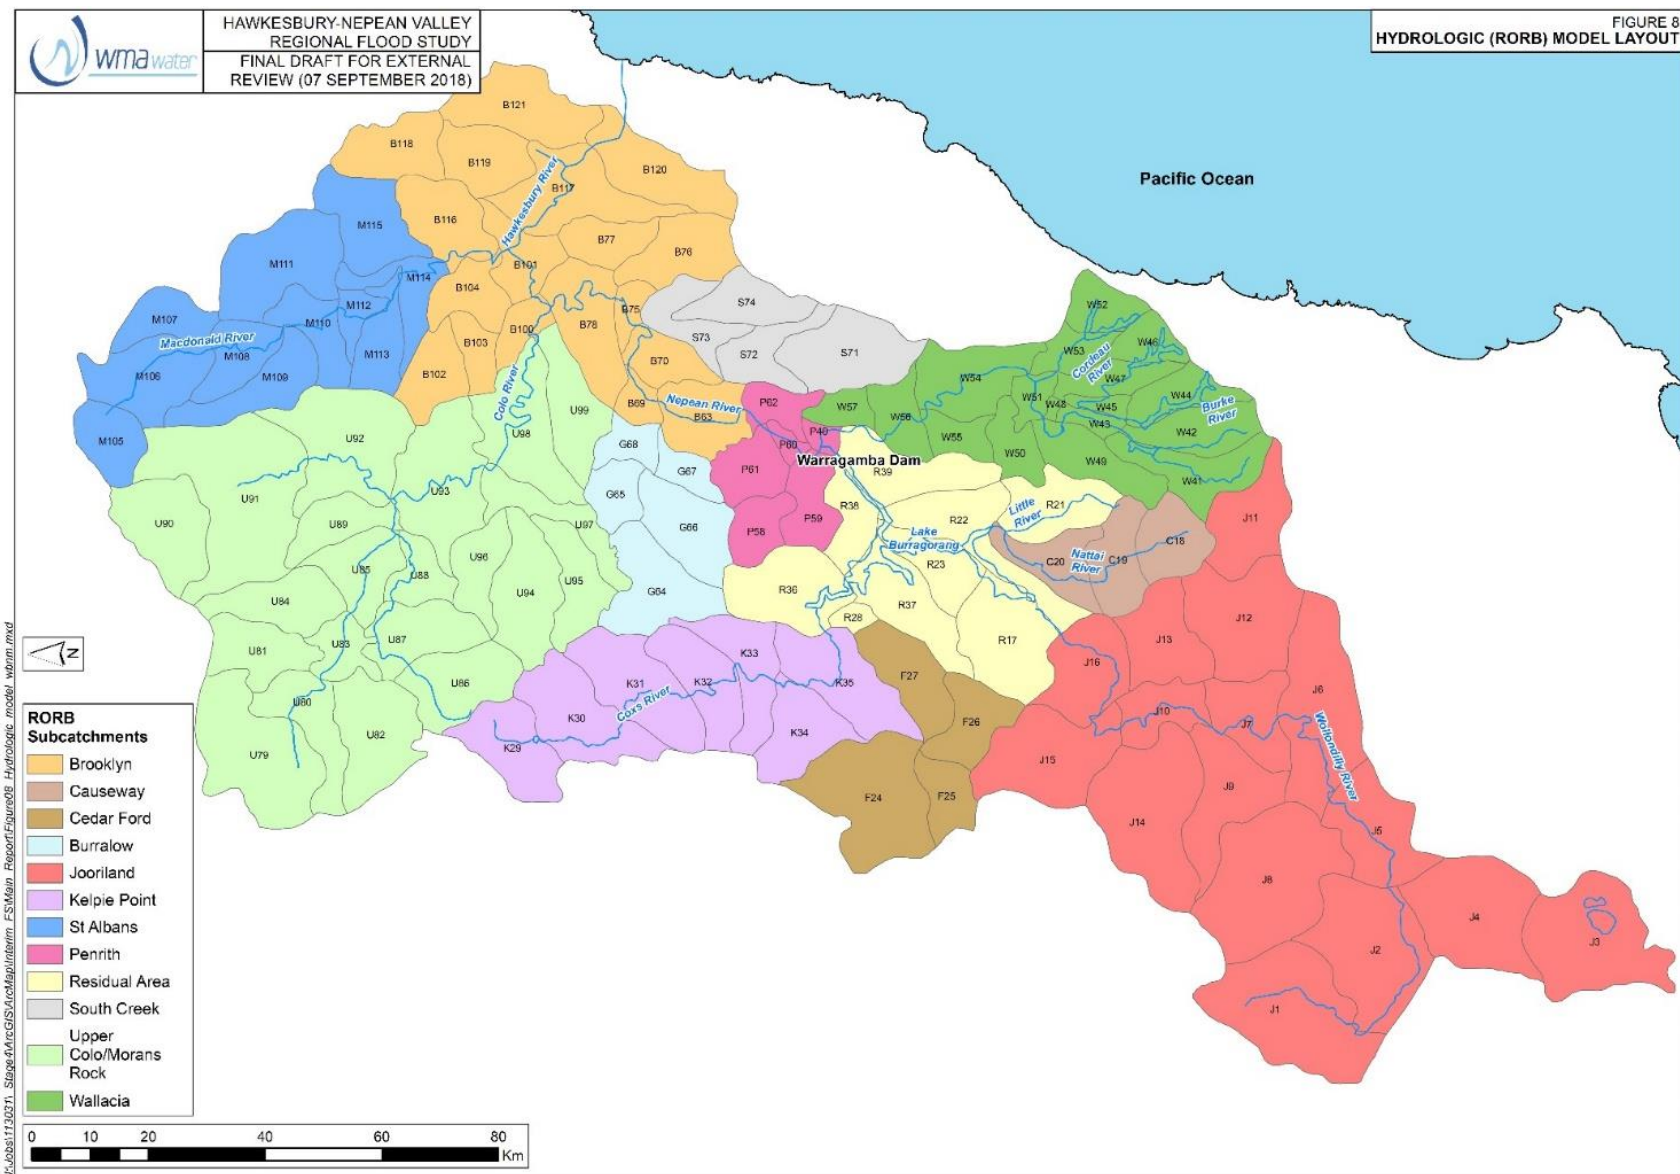 wmawater
HAWKESBURY-NEPEAN VALLEY
REGIONAL FLOOD STUDY
FINAL DRAFT FOR EXTERNAL
REVIEW (07 SEPTEMBER 2018)
FIGURE 8
HYDROLOGIC (RORB) MODEL LAYOUT
Pacific Ocean
B121
B118
B119
B120
B117
Hawkesbury River
B116
M115
B77
B76
M111
B101
M114
B104
S74
M112
M107
M110
B100
B78
B75
S73
Macdonald River
M108
M113
B103
S72
S71
M106
M109
B102
B70
Colo River
B69
Nepean River
B63
M105
W52
W53
W46
Cordeau
River
W47
W54
W51
W48
W45
W44
Burke
River
W43
W42
W57
W56
W55
W50
W49
W41
P62
P40
P60
P61
P59
P58
Warragamba Dam
U99
U98
U92
U93
U91
U90
U89
U97
U96
U85
U88
U95
U94
U84
U87
U83
U81
U86
U80
U82
U79
G68
G67
G65
G66
G64
R39
R38
R21
Little
River
R22
Lake
Burragorang
R23
R36
R37
R28
R17
C18
C19
C20
Nattai
River
K33
K31
K32
K35
Coxs River
K30
K34
K29
F27
F26
F24
F25
J11
J12
J13
J16
J6
J10
J7
Wollondilly River
J15
J9
J14
J5
J8
J4
J3
J2
J1
N
RORB
Subcatchments
Brooklyn
Causeway
Cedar Ford
Burralow
Jooriland
Kelpie Point
St Albans
Penrith
Residual Area
South Creek
Upper
Colo/Morans
Rock
Wallacia
0 10 20 40 60 80
Km